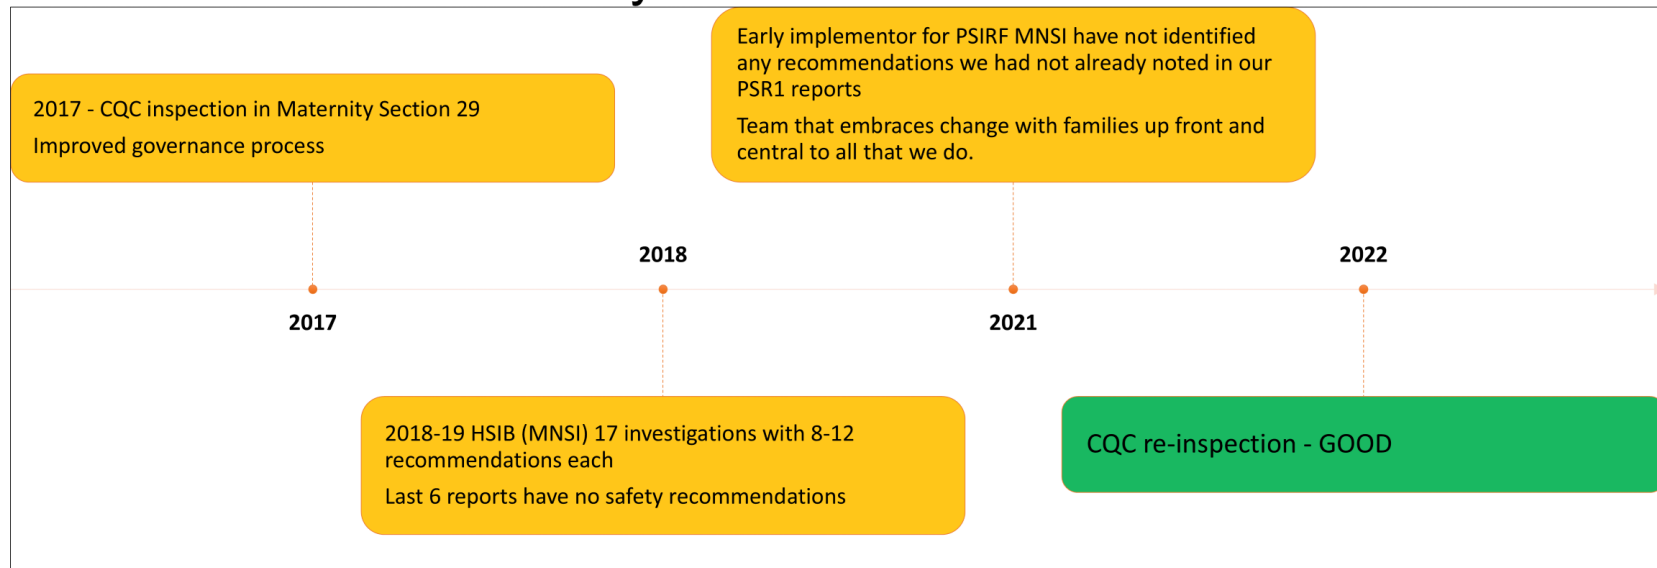 2017 - CQC inspection in Maternity Section 29
Improved governance process
Early implementor for PSIRF MNSI have not identified
any recommendations we had not already noted in our
PSR1 reports
Team that embraces change with families up front and
central to all that we do.
2018
2022
2017
2021
2018-19 HSIB (MNSI) 17 investigations with 8-12
recommendations each
Last 6 reports have no safety recommendations
CQC re-inspection - GOOD